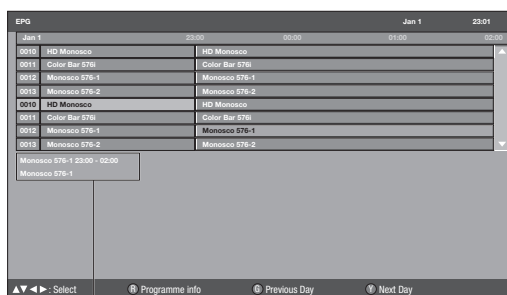 EPG Jan 1 23:01
Jan 1 23:00 00:00 01:00 02:00
0010 HD Monosco HD Monosco
0011 Color Bar 576i Color Bar 576i
0012 Monosco 576-1 Monosco 576-1
0013 Monosco 576-2 Monosco 576-2
0010 HD Monosco HD Monosco
0011 Color Bar 576i Color Bar 576i
0012 Monosco 576-1 Monosco 576-1
0013 Monosco 576-2 Monosco 576-2
Monosco 576-1 23:00 - 02:00
Monosco 576-1
▲▼◄►: Select R Programme info G Previous Day Y Next Day